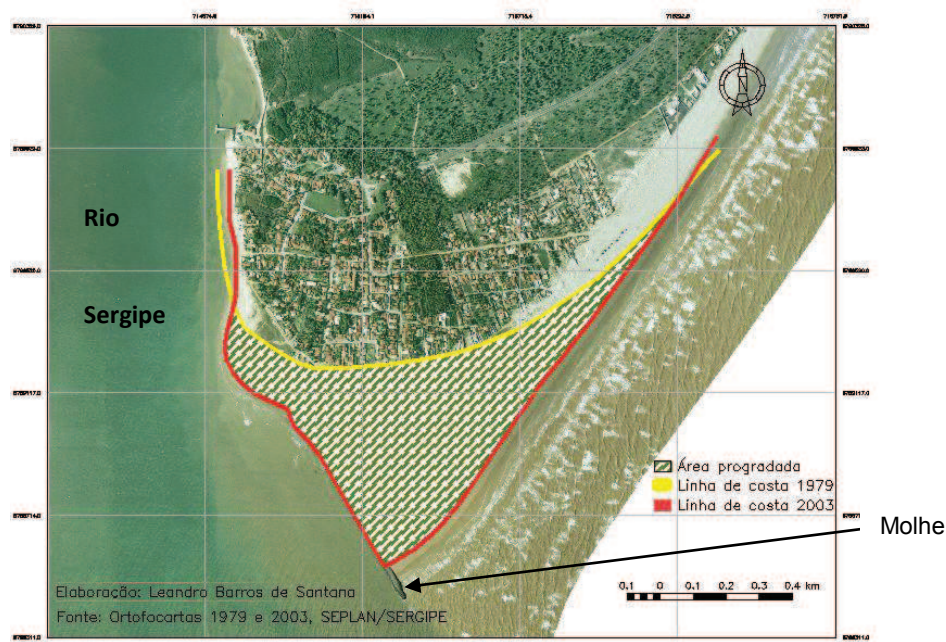 N
Rio
Sergipe
Área progradada
Linha de costa 1979
Linha de costa 2003
Molhe
Elaboração: Leandro Barros de Santana
Fonte: Ortofocartas 1979 e 2003, SEPLAN/SERGIPE
0.1 0 0.1 0.2 0.3 0.4 km